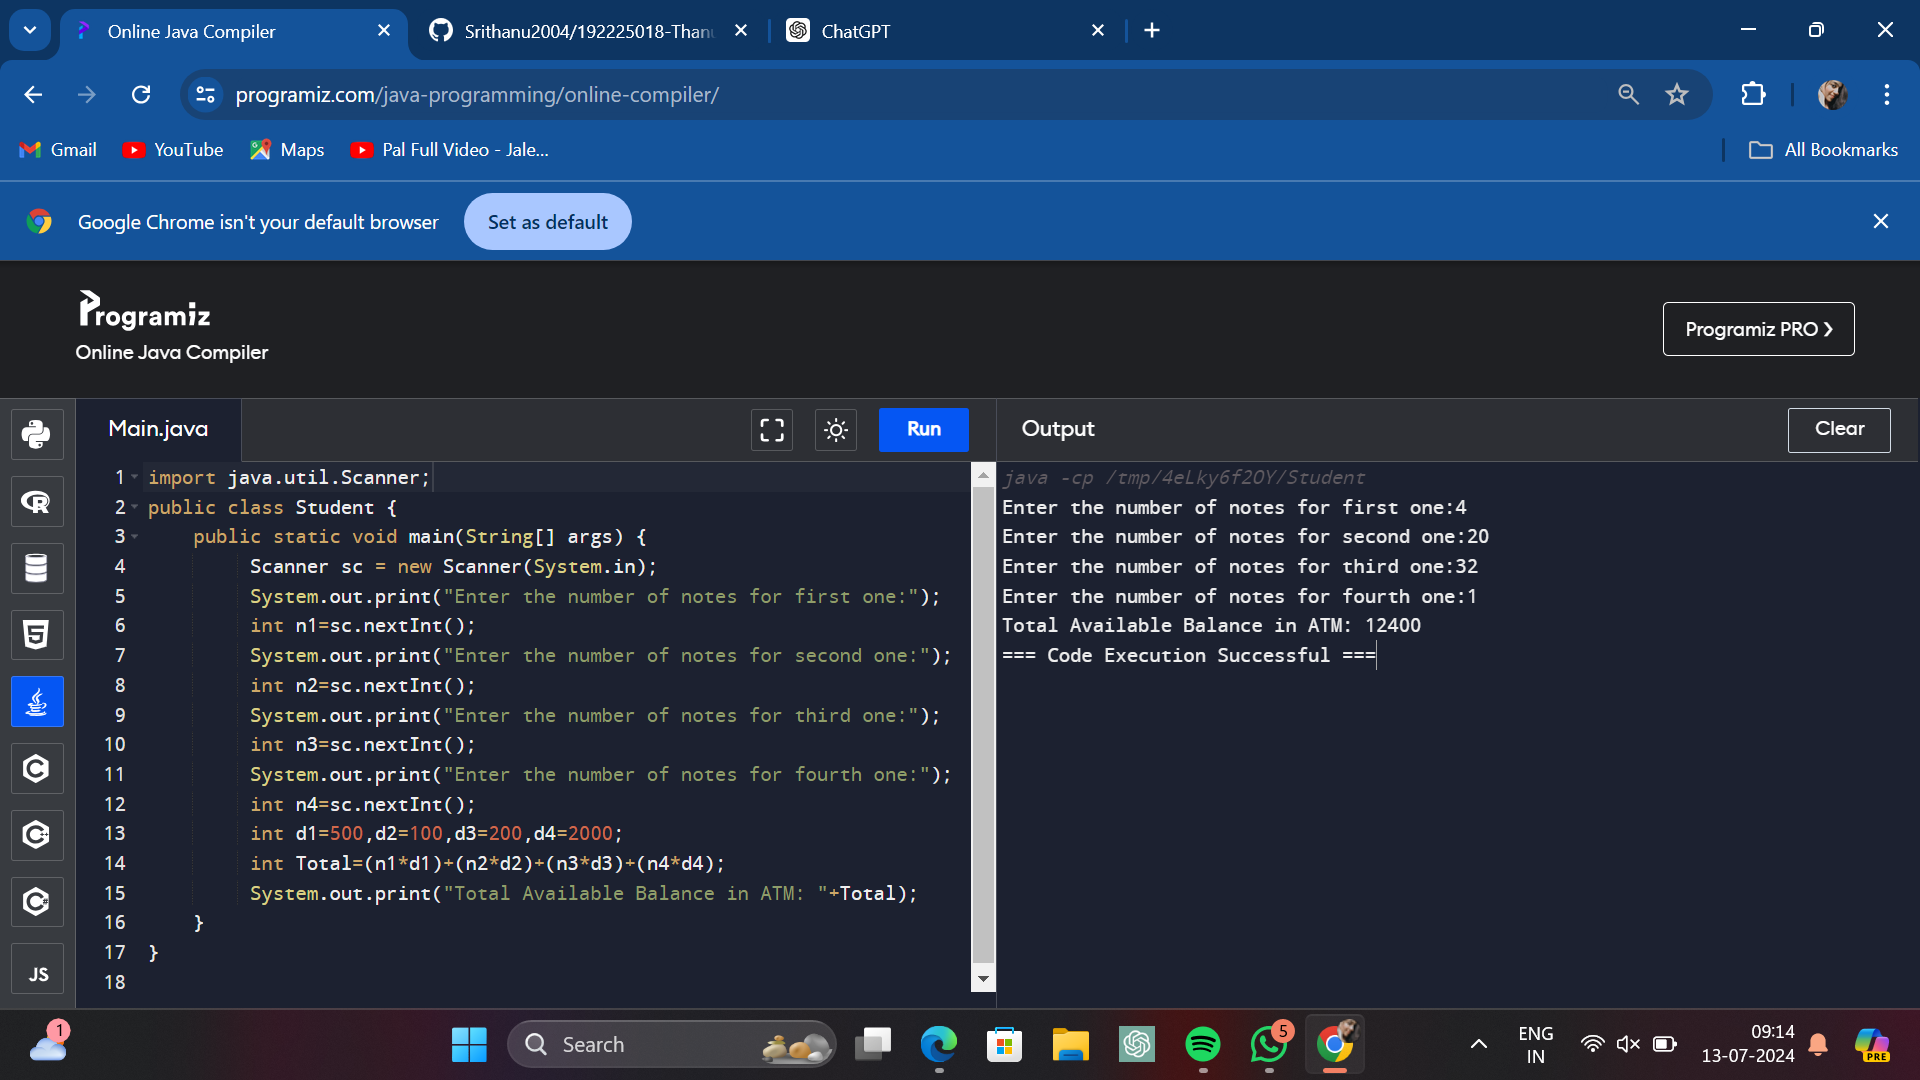 Online Java Compiler
Srithanu2004/192225018-Than
ChatGPT
programiz.com/java-programming/online-compiler/
Gmail
YouTube
Maps
Pal Full Video - Jale...
All Bookmarks
Google Chrome isn't your default browser
Set as default
Programiz
Online Java Compiler
Programiz PRO ❯
Main.java
Run
Output
Clear
1 import java.util.Scanner;
2 public class Student {
3     public static void main(String[] args) {
4         Scanner sc = new Scanner(System.in);
5         System.out.print("Enter the number of notes for first one:");
6         int n1=sc.nextInt();
7         System.out.print("Enter the number of notes for second one:");
8         int n2=sc.nextInt();
9         System.out.print("Enter the number of notes for third one:");
10         int n3=sc.nextInt();
11         System.out.print("Enter the number of notes for fourth one:");
12         int n4=sc.nextInt();
13         int d1=500,d2=100,d3=200,d4=2000;
14         int Total=(n1*d1)+(n2*d2)+(n3*d3)+(n4*d4);
15         System.out.print("Total Available Balance in ATM: "+Total);
16     }
17 }
18
java -cp /tmp/4eLky6f2OY/Student
Enter the number of notes for first one:4
Enter the number of notes for second one:20
Enter the number of notes for third one:32
Enter the number of notes for fourth one:1
Total Available Balance in ATM: 12400
=== Code Execution Successful ===
R
5
C
C
C
JS
1
Search
5
ENG
IN
09:14
13-07-2024
PRE